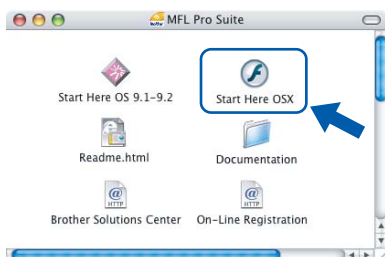 MFL Pro Suite
Start Here OS 9.1-9.2
Start Here OSX
Readme.html
Documentation
@
HTTP
@
HTTP
Brother Solutions Center
On-Line Registration